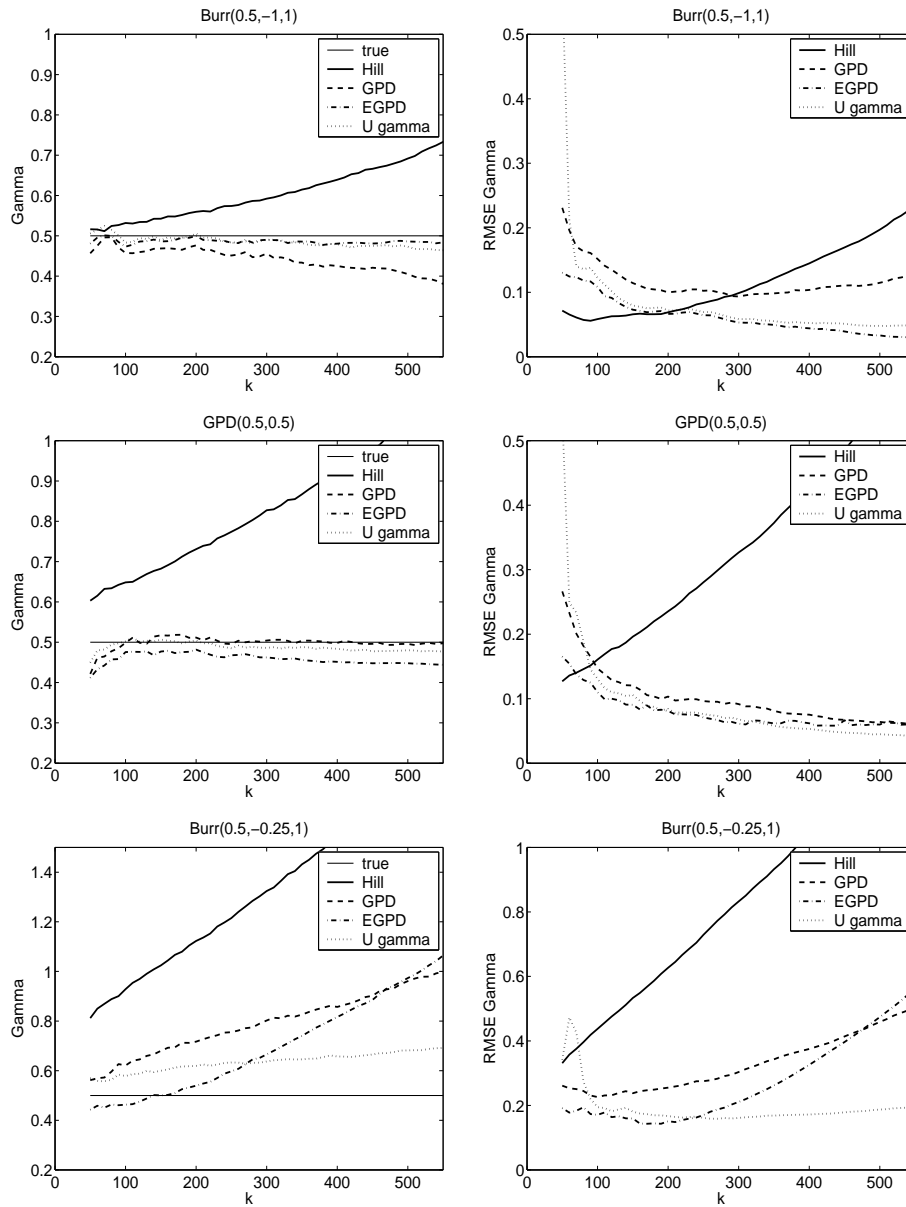 Burr(0.5,−1,1)
1
0.9
0.8
0.7
0.6
0.5
0.4
0.3
0.2
0 100 200 300 400 500
k
Gamma
true
Hill
GPD
EGPD
U gamma
Burr(0.5,−1,1)
0.5
0.4
0.3
0.2
0.1
0
0 100 200 300 400 500
k
RMSE Gamma
Hill
GPD
EGPD
U gamma
GPD(0.5,0.5)
1
0.9
0.8
0.7
0.6
0.5
0.4
0.3
0.2
0 100 200 300 400 500
k
Gamma
true
Hill
GPD
EGPD
U gamma
GPD(0.5,0.5)
0.5
0.4
0.3
0.2
0.1
0
0 100 200 300 400 500
k
RMSE Gamma
Hill
GPD
EGPD
U gamma
Burr(0.5,−0.25,1)
1.4
1.2
1
0.8
0.6
0.4
0.2
0 100 200 300 400 500
k
Gamma
true
Hill
GPD
EGPD
U gamma
Burr(0.5,−0.25,1)
1
0.8
0.6
0.4
0.2
0
0 100 200 300 400 500
k
RMSE Gamma
Hill
GPD
EGPD
U gamma